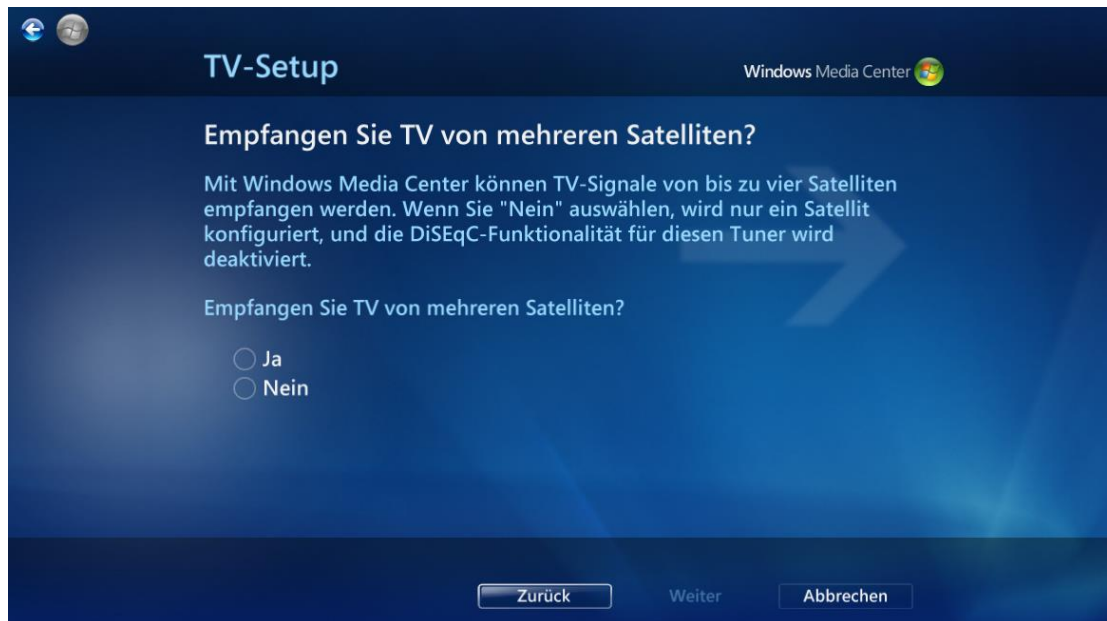 TV-Setup
Windows Media Center
Empfangen Sie TV von mehreren Satelliten?
Mit Windows Media Center können TV-Signale von bis zu vier Satelliten
empfangen werden. Wenn Sie "Nein" auswählen, wird nur ein Satellit
konfiguriert, und die DiSEqC-Funktionalität für diesen Tuner wird
deaktiviert.
Empfangen Sie TV von mehreren Satelliten?
Ja
Nein
Zurück Weiter Abbrechen